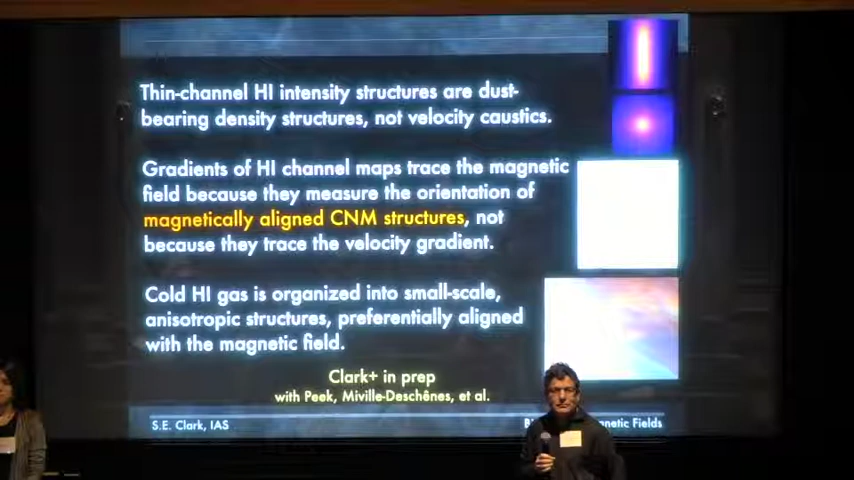 Thin-channel HI intensity structures are dust-
bearing density structures, not velocity caustics.
Gradients of HI channel maps trace the magnetic
field because they measure the orientation of
magnetically aligned CNM structures, not
because they trace the velocity gradient.
Cold HI gas is organized into small-scale,
anisotropic structures, preferentially aligned
with the magnetic field.
Clark+ in prep
with Peek, Miville-Deschênes, et al.
S.E. Clark, IAS
Fields